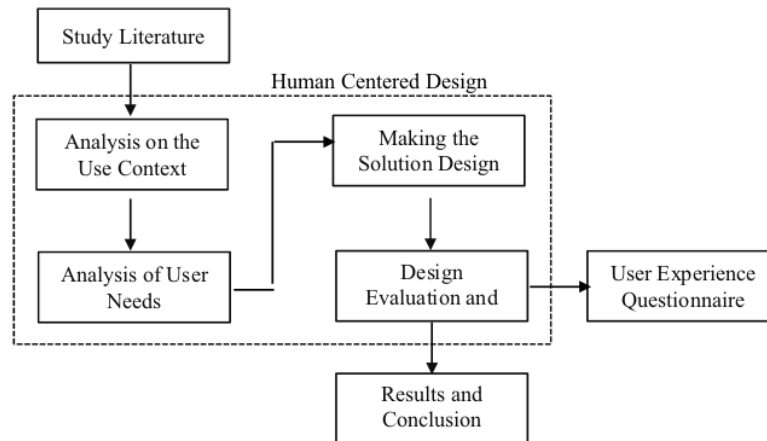 Study Literature
Human Centered Design
Analysis on the
Use Context
Analysis of User
Needs
Making the
Solution Design
Design
Evaluation and
User Experience
Questionnaire
Results and
Conclusion